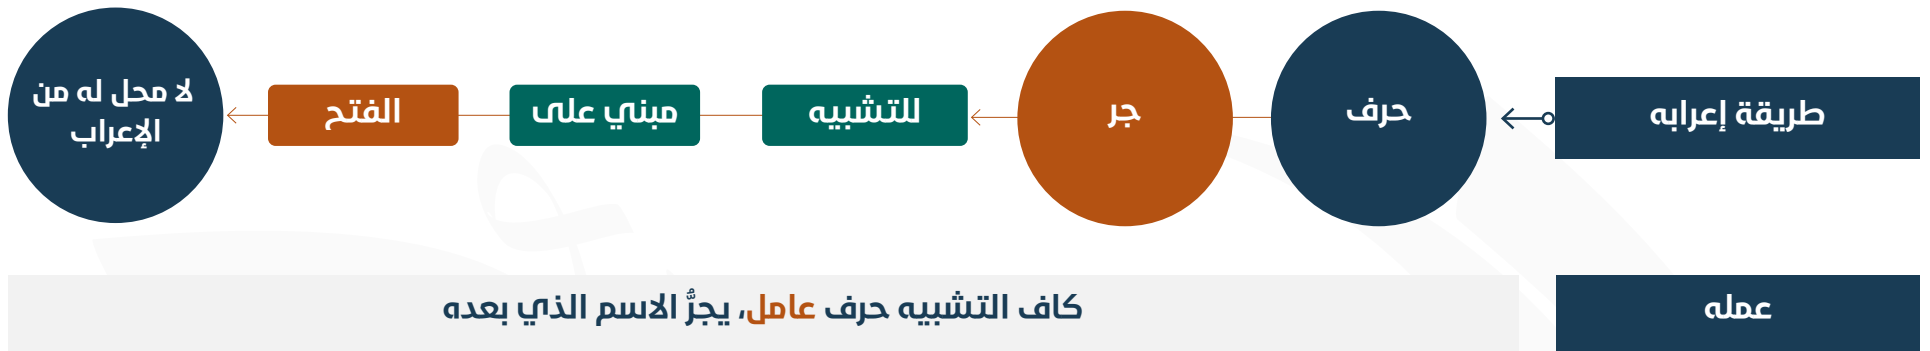 طريقة إعرابه
حرف
جر
للتشبيه
مبني على
الفتح
لا محل له من
الإعراب
عمله
كاف التشبيه حرف عامل، يجرُّ الاسم الذي بعده